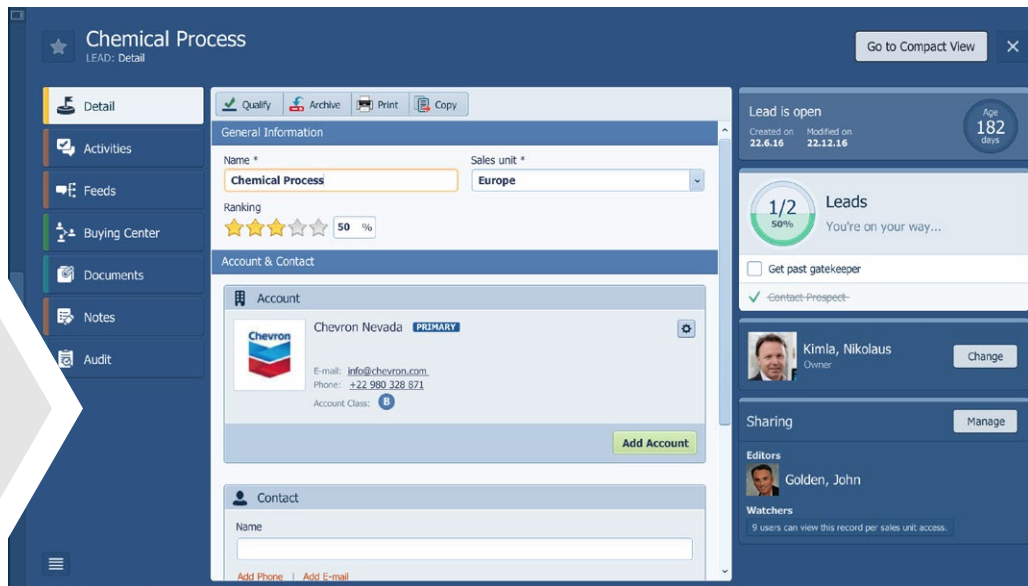 Chemical Process
LEAD: Detail
Go to Compact View
Detail
Activities
Feeds
Buying Center
Documents
Notes
Audit
Qualify Archive Print Copy
General Information
Name * Sales unit *
Chemical Process Europe
Ranking
50 %
Account & Contact
Account
Chevron
Chevron Nevada PRIMARY
E-mail: info@chevron.com
Phone: +22 980 328 871
Account Class: B
Add Account
Contact
Name
Add Phone | Add E-mail
Lead is open
Created on Modified on
22.6.16 22.12.16
Age
182
days
1/2
50%
Leads
You're on your way...
Get past gatekeeper
Contact Prospect
Kimla, Nikolaus
Owner
Change
Sharing
Manage
Editors
Golden, John
Watchers
9 users can view this record per sales unit access.